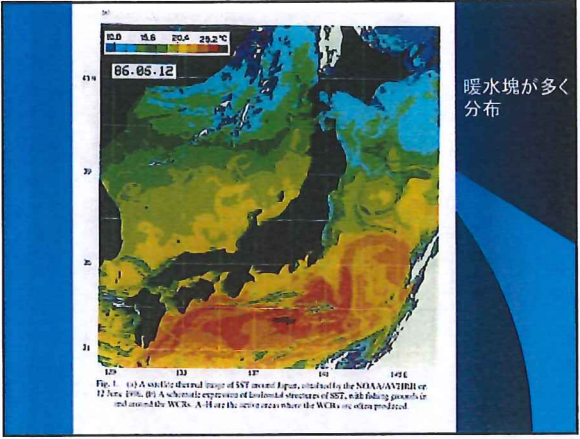 (a)
10.0 15.6 20.4 25.2°C
86.06.12
暖水塊が多く
分布
39
35
31
129 133 137 141 145 E
Fig. 1. (a) A satellite thermal image of SST around Japan, obtained by the NOAA/AVHRR on
12 June 1986. (b) A schematic expression of horizontal structures of SST, with fishing grounds in
and around the WCRs. A–H are the action areas where the WCRs are often produced.